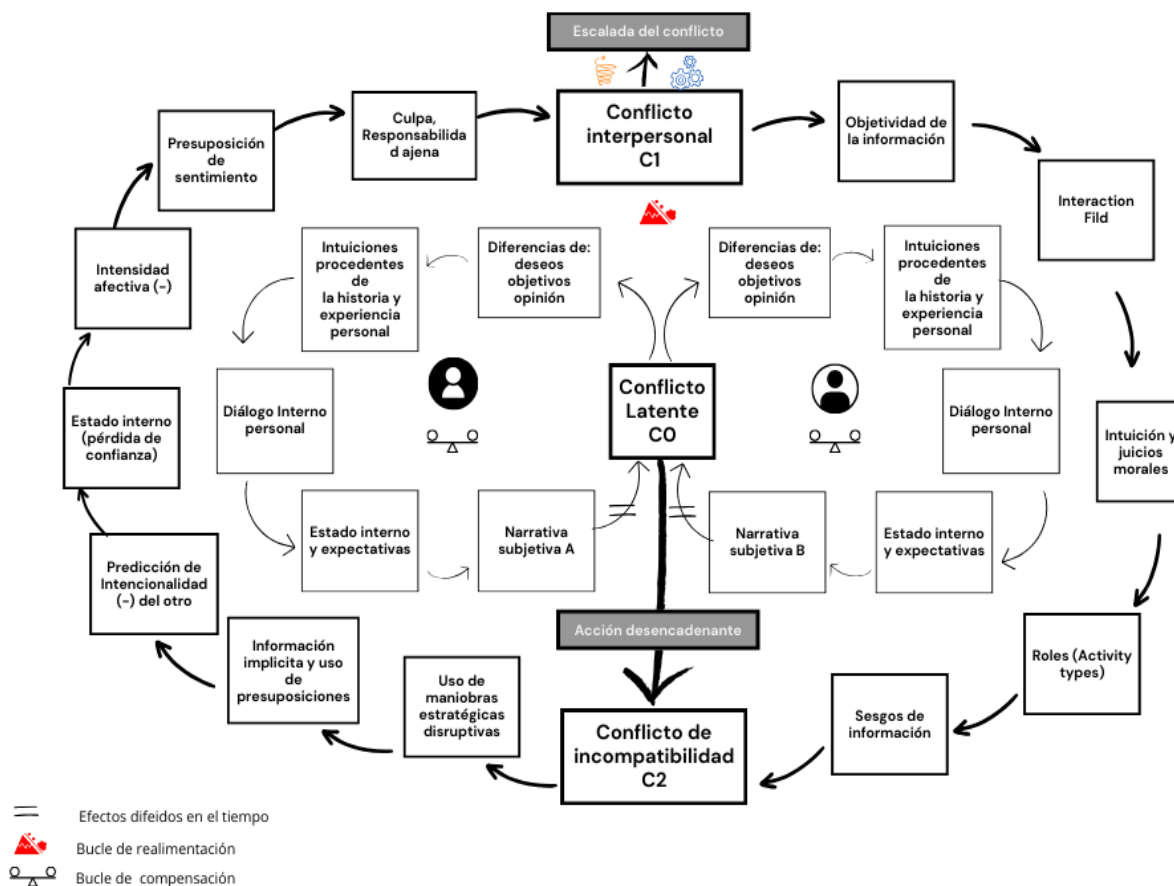 Escalada del conflicto
Conflicto
interpersonal
C1
Objetividad de
la información
Interaction
Fild
Intuición y
juicios morales
Roles (Activity
types)
Sesgos de
información
Conflicto de
incompatibilidad
C2
Uso de
maniobras
estratégicas
disruptivas
Información
implicita y uso de
presuposiciones
Predicción de
Intencionalidad
(-) del otro
Estado interno
(pérdida de
confianza)
Intensidad
afectiva (-)
Presuposición
de
sentimiento
Culpa,
Responsabilida
d ajena
Diferencias de:
deseos
objetivos
opinión
Intuiciones
procedentes
de
la historia y
experiencia
personal
Diálogo Interno
personal
Estado interno
y expectativas
Narrativa
subjetiva A
Diferencias de:
deseos
objetivos
opinión
Intuiciones
procedentes
de
la historia y
experiencia
personal
Diálogo Interno
personal
Estado interno
y expectativas
Narrativa
subjetiva B
Conflicto
Latente
C0
Acción desencadenante
Efectos difeidos en el tiempo
Bucle de realimentación
Bucle de compensación